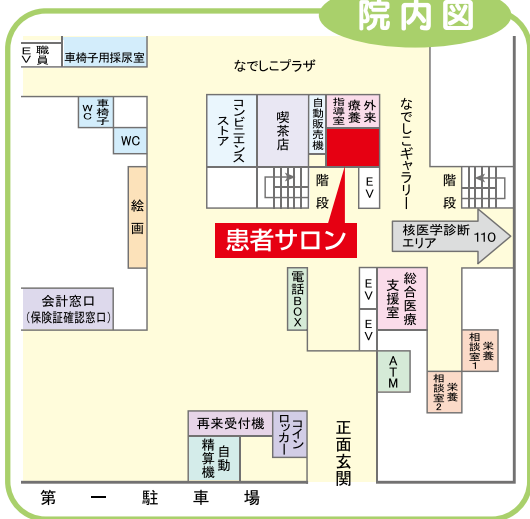 院内図
職員
EV
車椅子用採尿室
なでしこプラザ
車椅子
WC
WC
コンビニエンス
ストア
喫茶店
自動販売機
外来
療養
指導室
なでしこギャラリー
絵画
階段
EV
階段
患者サロン
核医学診断
エリア
110
会計窓口
(保険証確認窓口)
電話BOX
EV
EV
総合医療
支援室
ATM
栄養
相談室1
栄養
相談室2
再来受付機
コイン
ロッカー
自動
精算機
正面玄関
第一駐車場